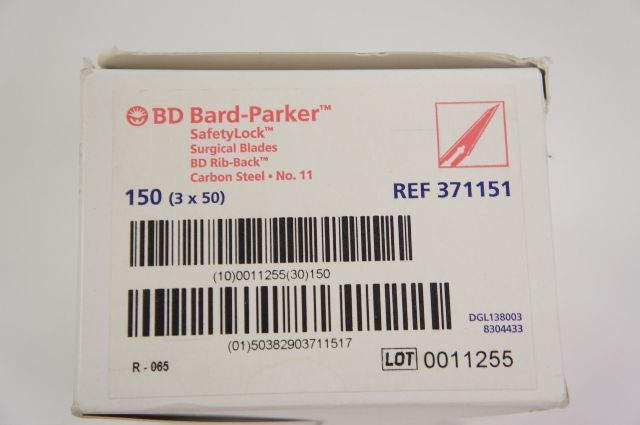 BD Bard-Parker™
SafetyLock™
Surgical Blades
BD Rib-Back™
Carbon Steel • No. 11
150 (3 x 50)
REF 371151
(10)0011255(30)150
(01)50382903711517
DGL138003
8304433
R - 065
LOT 0011255